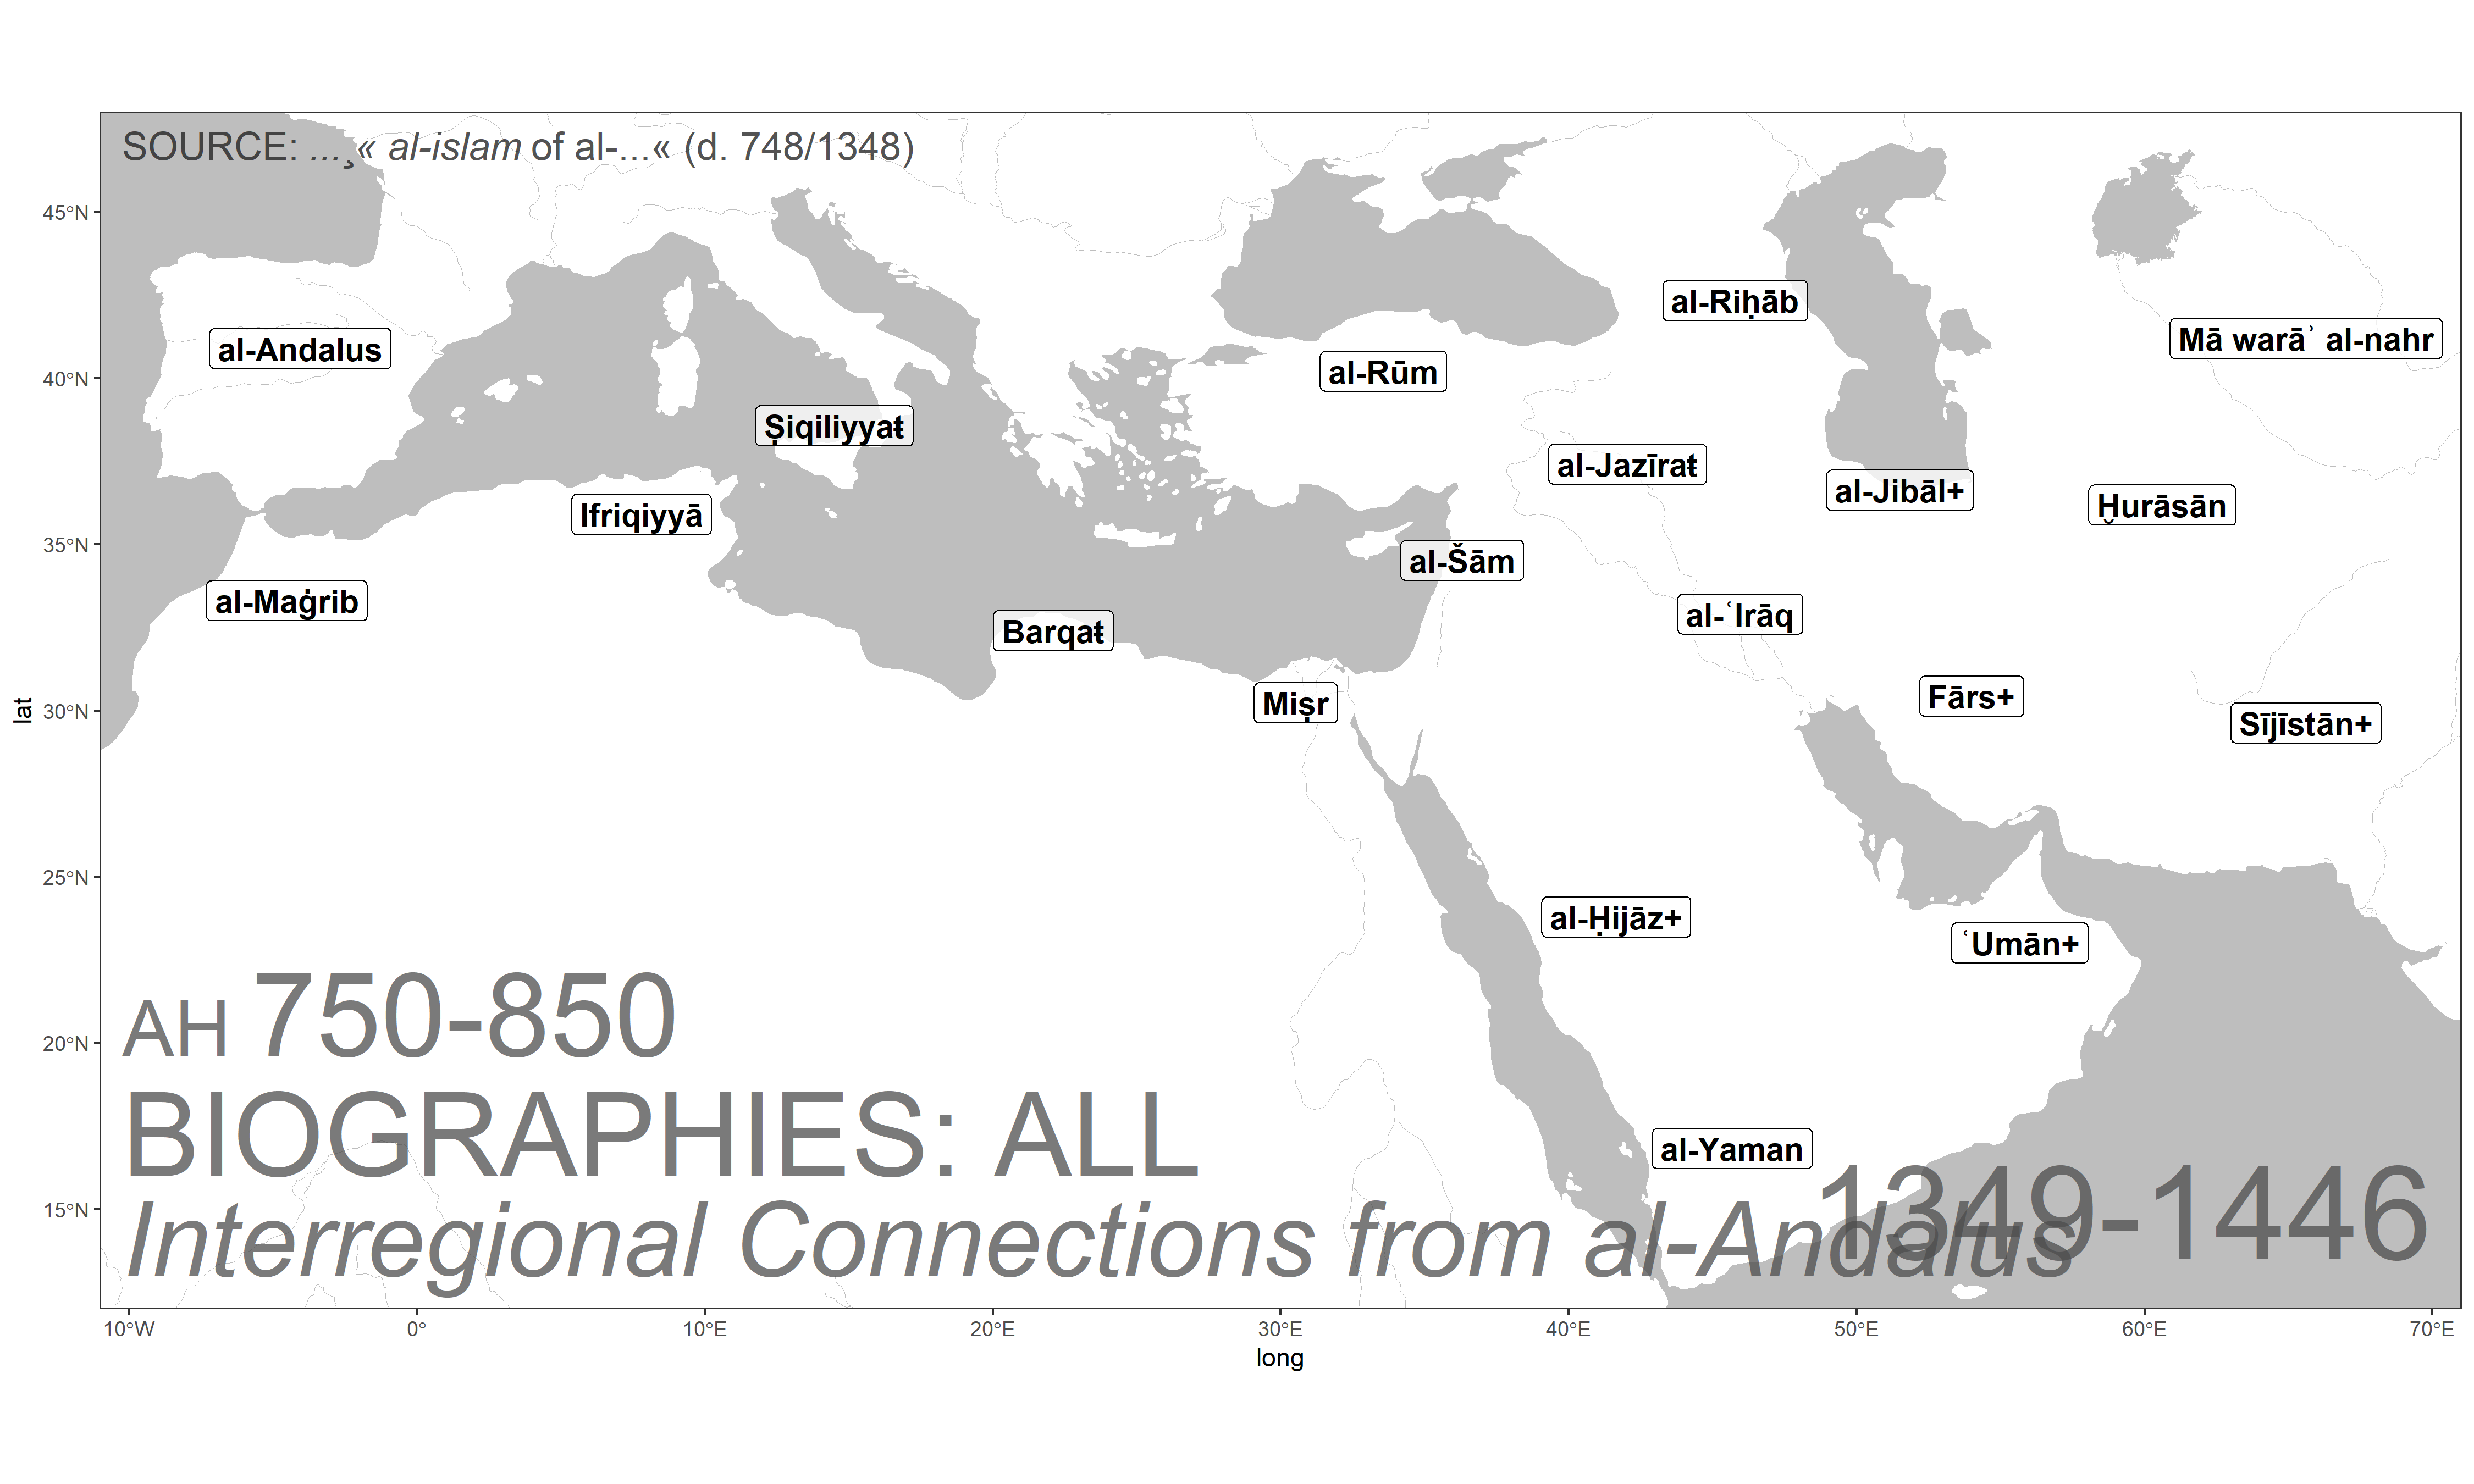 SOURCE: ...¸« al-islam of al-...« (d. 748/1348)
45°N
al-Riḥāb
al-Andalus
Mā warāʾ al-nahr
40°N
al-Rūm
Ṣiqiliyyaŧ
al-Jazīraŧ
al-Jibāl+
Ḫurāsān
Ifriqiyyā
35°N
al-Šām
al-Maġrib
al-ʿIrāq
Barqaŧ
Miṣr
Fārs+
lat
30°N
Sījīstān+
25°N
al-Ḥijāz+
ʿUmān+
AH 750-850
20°N
BIOGRAPHIES: ALL
al-Yaman
15°N
Interregional Connections from al-Andalus
1349-1446
10°W 0° 10°E 20°E 30°E 40°E 50°E 60°E 70°E
long